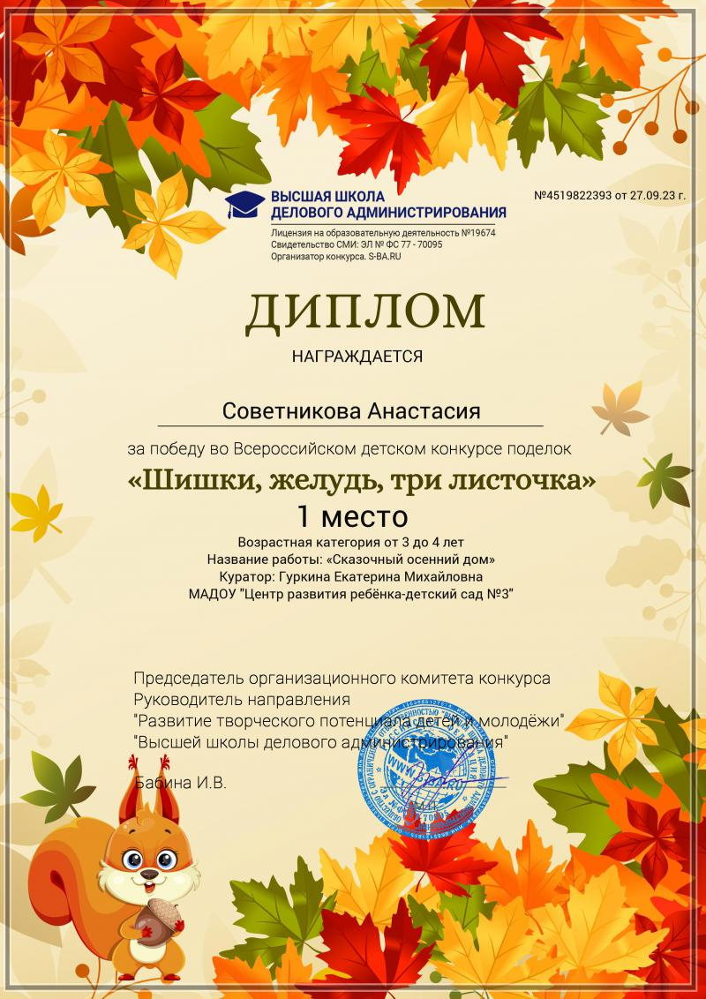 ВЫСШАЯ ШКОЛА
ДЕЛОВОГО АДМИНИСТРИРОВАНИЯ
№4519822393 от 27.09.23 г.
Лицензия на образовательную деятельность №19674
Свидетельство СМИ: ЭЛ № ФС 77 - 70095
Организатор конкурса. S-BA.RU
ДИПЛОМ
НАГРАЖДАЕТСЯ
Советникова Анастасия
за победу во Всероссийском детском конкурсе поделок
«Шишки, желудь, три листочка»
1 место
Возрастная категория от 3 до 4 лет
Название работы: «Сказочный осенний дом»
Куратор: Гуркина Екатерина Михайловна
МАДОУ "Центр развития ребёнка-детский сад №3"
Председатель организационного комитета конкурса
Руководитель направления
"Развитие творческого потенциала детей и молодёжи"
"Высшей школы делового администрирования"
Бабина И.В.